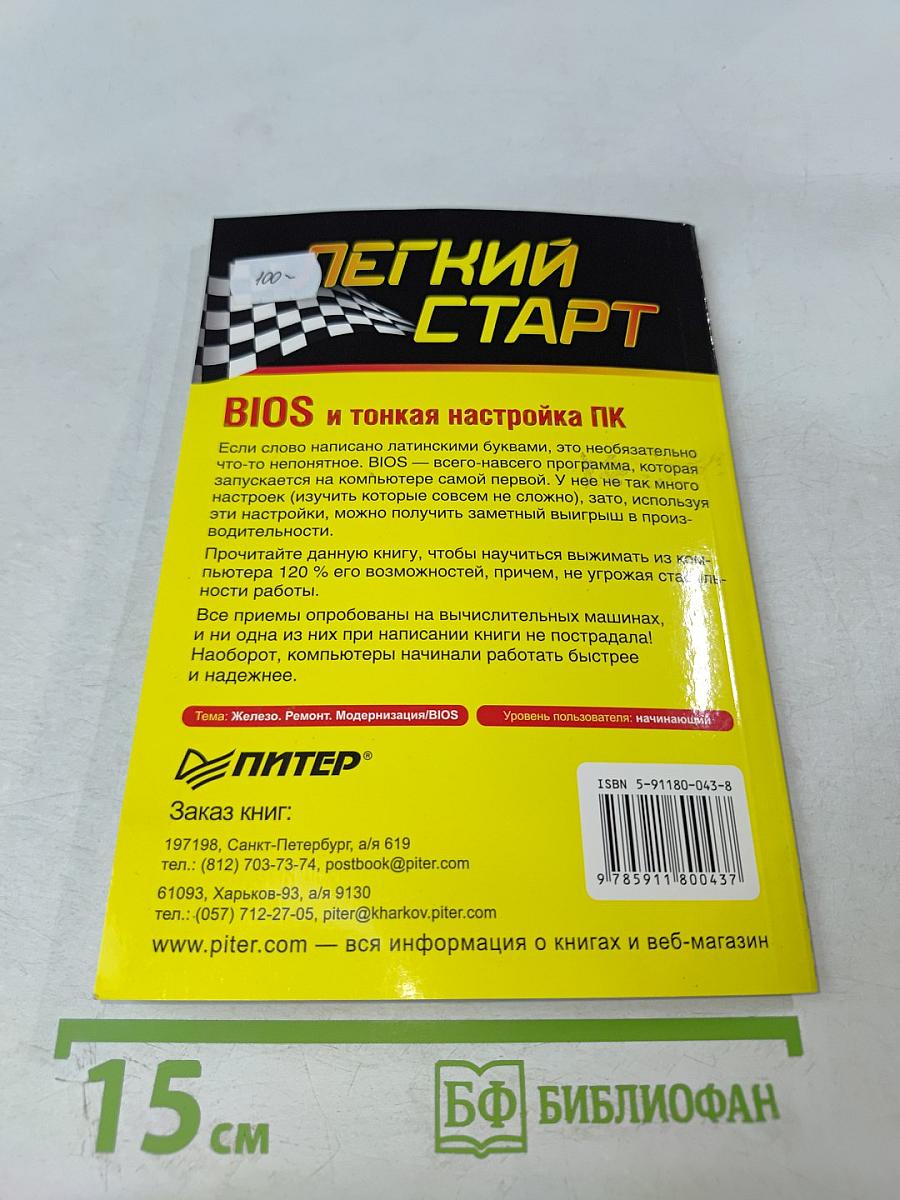 100~
ЛЕГКИЙ
СТАРТ
BIOS и тонкая настройка ПК
Если слово написано латинскими буквами, это необязательно
что-то непонятное. BIOS — всего-навсего программа, которая
запускается на компьютере самой первой. У нее не так много
настроек (изучить которые совсем не сложно), зато, используя
эти настройки, можно получить заметный выигрыш в произ-
водительности.
Прочитайте данную книгу, чтобы научиться выжимать из ком-
пьютера 120 % его возможностей, причем, не угрожая стабиль-
ности работы.
Все приемы опробованы на вычислительных машинах,
и ни одна из них при написании книги не пострадала!
Наоборот, компьютеры начинали работать быстрее
и надежнее.
Тема: Железо. Ремонт. Модернизация/BIOS
Уровень пользователя: начинающий
ПИТЕР®
Заказ книг:
197198, Санкт-Петербург, а/я 619
тел.: (812) 703-73-74, postbook@piter.com
61093, Харьков-93, а/я 9130
тел.: (057) 712-27-05, piter@kharkov.piter.com
www.piter.com — вся информация о книгах и веб-магазин
ISBN 5-91180-043-8
9 785911 800437
15 см
БФ БИБЛИОФАН